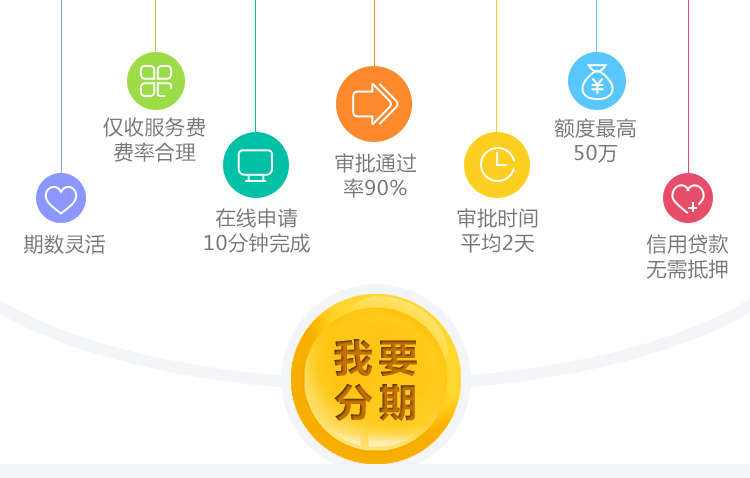 期数灵活
仅收服务费
费率合理
在线申请
10分钟完成
审批通过
率90%
审批时间
平均2天
额度最高
50万
信用贷款
无需抵押
我要
分期